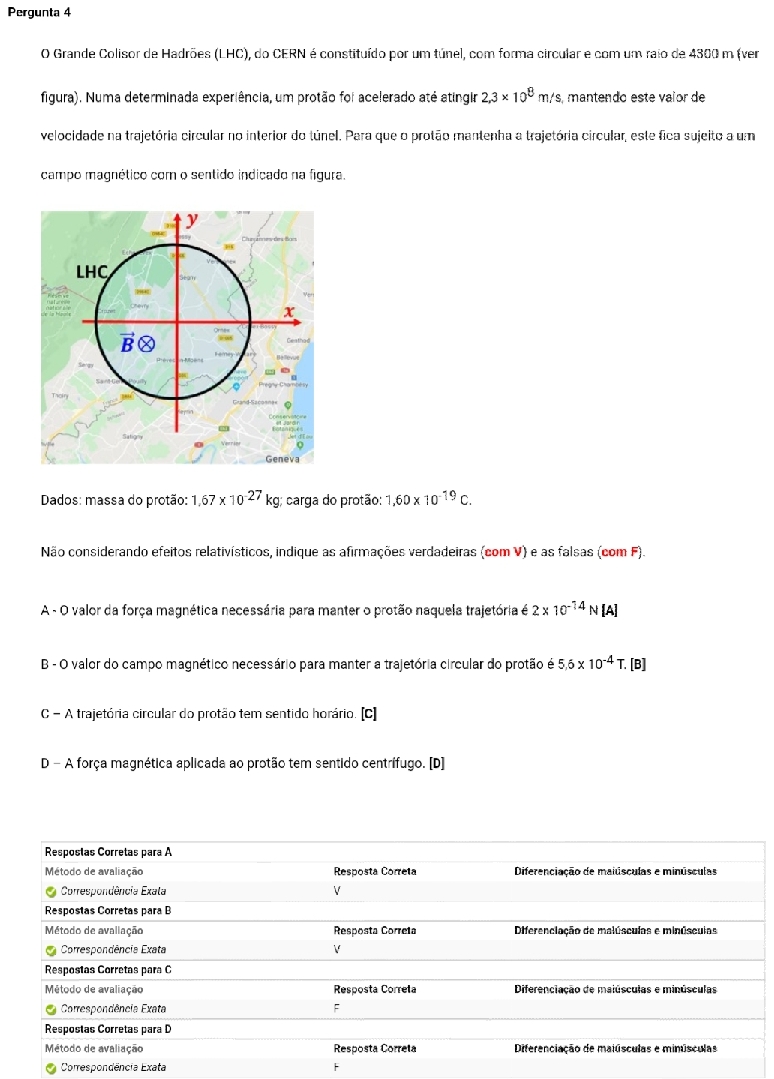 Pergunta 4
O Grande Colisor de Hadrões (LHC), do CERN é constituído por um túnel, com forma circular e com um raio de 4300 m (ver
figura). Numa determinada experiência, um protão foi acelerado até atingir 2,3 × 10⁸ m/s, mantendo este valor de
velocidade na trajetória circular no interior do túnel. Para que o protão mantenha a trajetória circular, este fica sujeito a um
campo magnético com o sentido indicado na figura.
y
LHC
x
B ⊗
Geneva
Dados: massa do protão: 1,67 x 10⁻²⁷ kg; carga do protão: 1,60 x 10⁻¹⁹ C.
Não considerando efeitos relativísticos, indique as afirmações verdadeiras (com V) e as falsas (com F).
A - O valor da força magnética necessária para manter o protão naquela trajetória é 2 x 10⁻¹⁴ N [A]
B - O valor do campo magnético necessário para manter a trajetória circular do protão é 5,6 x 10⁻⁴ T. [B]
C – A trajetória circular do protão tem sentido horário. [C]
D – A força magnética aplicada ao protão tem sentido centrífugo. [D]
Respostas Corretas para A
Método de avaliação Resposta Correta Diferenciação de maiúsculas e minúsculas
Correspondência Exata V
Respostas Corretas para B
Método de avaliação Resposta Correta Diferenciação de maiúsculas e minúsculas
Correspondência Exata V
Respostas Corretas para C
Método de avaliação Resposta Correta Diferenciação de maiúsculas e minúsculas
Correspondência Exata F
Respostas Corretas para D
Método de avaliação Resposta Correta Diferenciação de maiúsculas e minúsculas
Correspondência Exata F